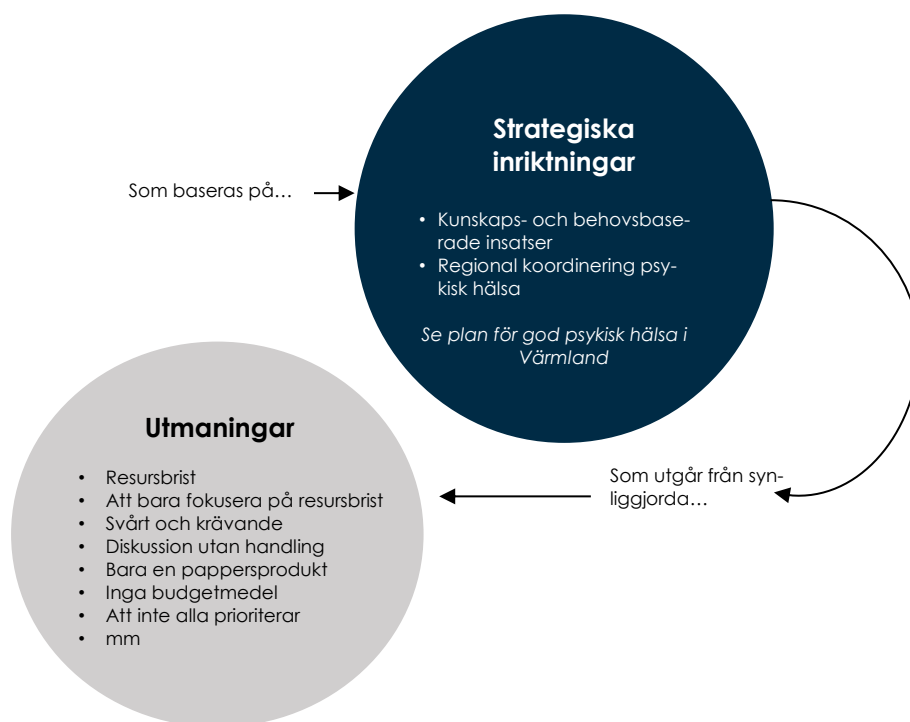 Strategiska
inriktningar
Som baseras på…
• Kunskaps- och behovsbase-
rade insatser
• Regional koordinering psy-
kisk hälsa
Se plan för god psykisk hälsa i
Värmland
Utmaningar
• Resursbrist
• Att bara fokusera på resursbrist
• Svårt och krävande
• Diskussion utan handling
• Bara en pappersprodukt
• Inga budgetmedel
• Att inte alla prioriterar
• mm
Som utgår från syn-
liggjorda…